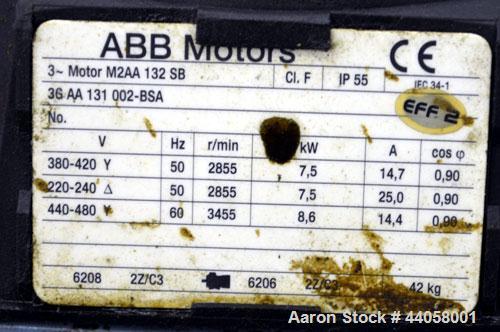 ABB Motors CE
3~ Motor M2AA 132 SB Cl. F IP 55 IEC 34-1
3G AA 131 002-BSA EFF 2
No.
V Hz r/min kW A cos φ
380-420 Y 50 2855 7,5 14,7 0,90
220-240 Δ 50 2855 7,5 25,0 0,90
440-480 Y 60 3455 8,6 14,4 0,90
6208 2Z/C3 6206 2Z/C3 42 kg
Aaron Stock # 44058001